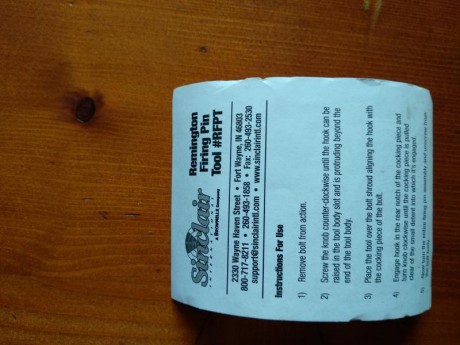 Sinclair
INTERNATIONAL
A BROWNELLS Company
Remington
Firing Pin
Tool #RFPT
2330 Wayne Haven Street • Fort Wayne, IN 46803
800-717-8211 • 260-493-1858 • Fax: 260-493-2530
support@sinclairintl.com • www.sinclairintl.com
Instructions For Use
1) Remove bolt from action.
2) Screw the knob counter-clockwise until the hook can be
raised in the tool body slot and is protruding beyond the
end of the tool body.
3) Place the tool over the bolt shroud aligning the hook with
the cocking piece of the bolt.
4) Engage hook in the rear notch of the cocking piece and
turn knob clockwise until the cocking piece is pulled
clear of the small detent into which it's engaged.